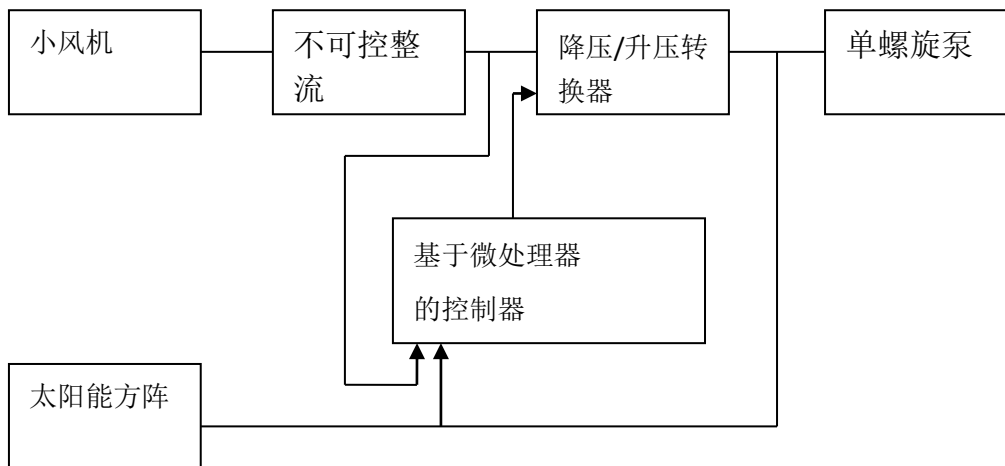 小风机
不可控整
流
降压/升压转
换器
单螺旋泵
基于微处理器
的控制器
太阳能方阵